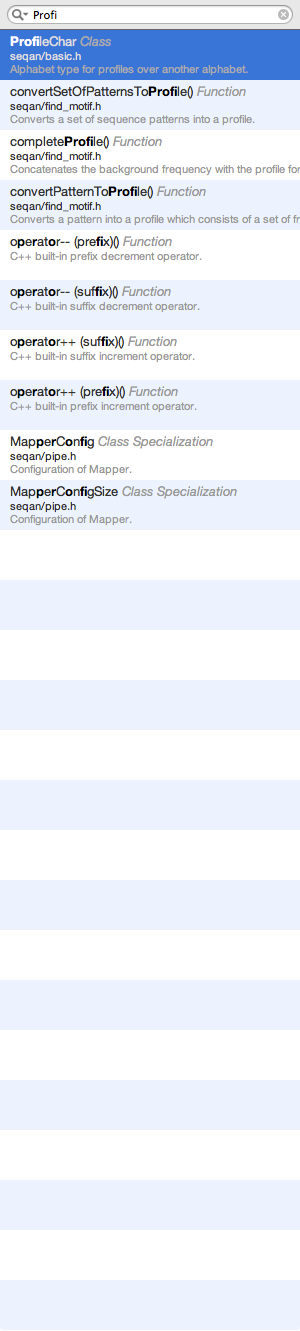 Profi
ProfileChar Class
seqan/basic.h
Alphabet type for profiles over another alphabet.
convertSetOfPatternsToProfile() Function
seqan/find_motif.h
Converts a set of sequence patterns into a profile.
completeProfile() Function
seqan/find_motif.h
Concatenates the background frequency with the profile for
convertPatternToProfile() Function
seqan/find_motif.h
Converts a pattern into a profile which consists of a set of fr
operator-- (prefix)() Function
C++ built-in prefix decrement operator.
operator-- (suffix)() Function
C++ built-in suffix decrement operator.
operator++ (suffix)() Function
C++ built-in suffix increment operator.
operator++ (prefix)() Function
C++ built-in prefix increment operator.
MapperConfig Class Specialization
seqan/pipe.h
Configuration of Mapper.
MapperConfigSize Class Specialization
seqan/pipe.h
Configuration of Mapper.